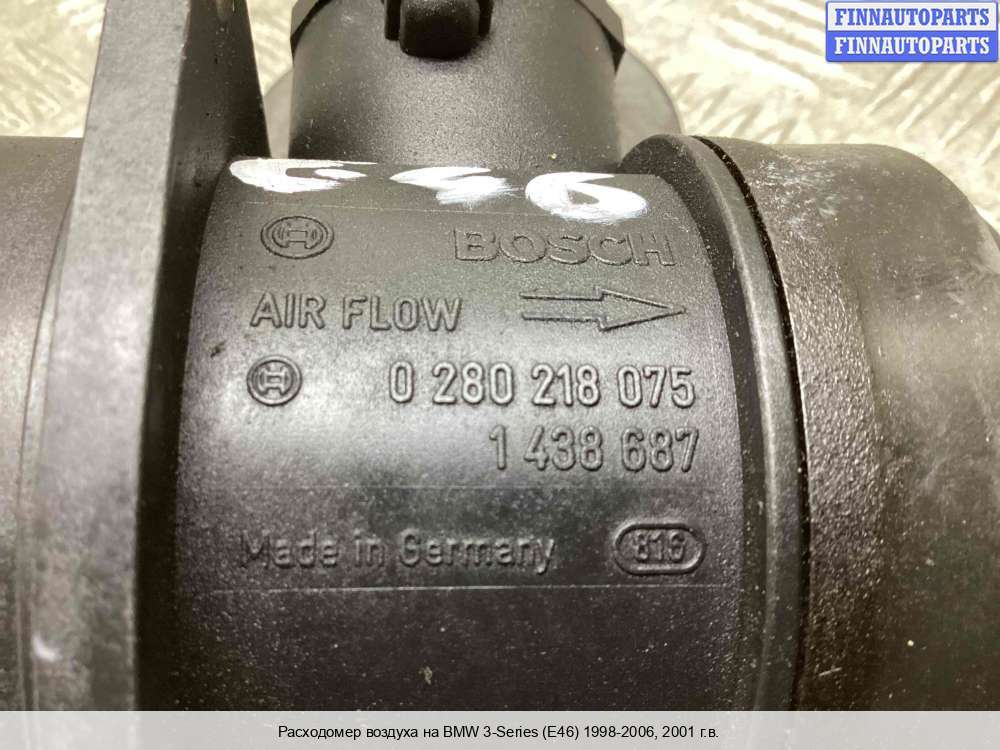 FINNAUTOPARTS
FINNAUTOPARTS
E46
BOSCH
AIR FLOW
0 280 218 075
1 438 687
Made in Germany 816
Расходомер воздуха на BMW 3-Series (E46) 1998-2006, 2001 г.в.